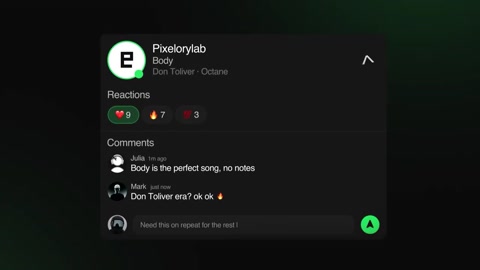 Pixelorylab
Body
Don Toliver · Octane
Reactions
❤️ 9 🔥 7 💯 3
Comments
Julia 1m ago
Body is the perfect song, no notes
Mark just now
Don Toliver era? ok ok 🔥
Need this on repeat for the rest